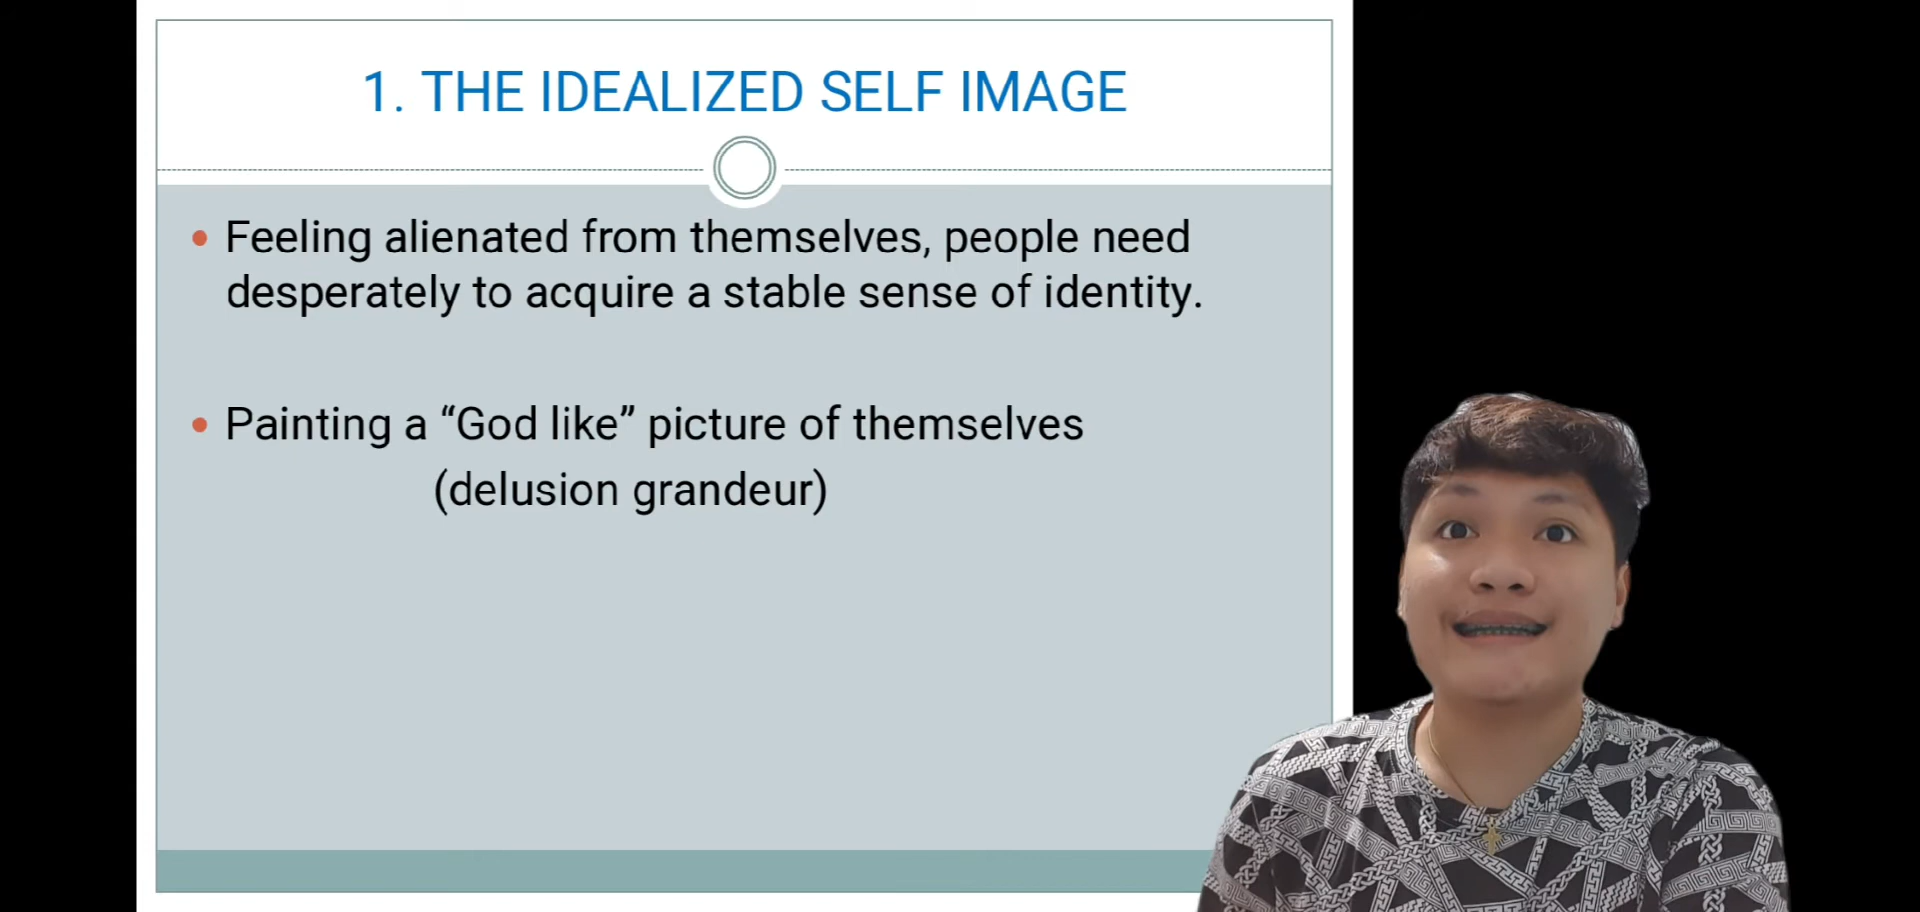 1. THE IDEALIZED SELF IMAGE
• Feeling alienated from themselves, people need
desperately to acquire a stable sense of identity.
• Painting a “God like” picture of themselves
(delusion grandeur)